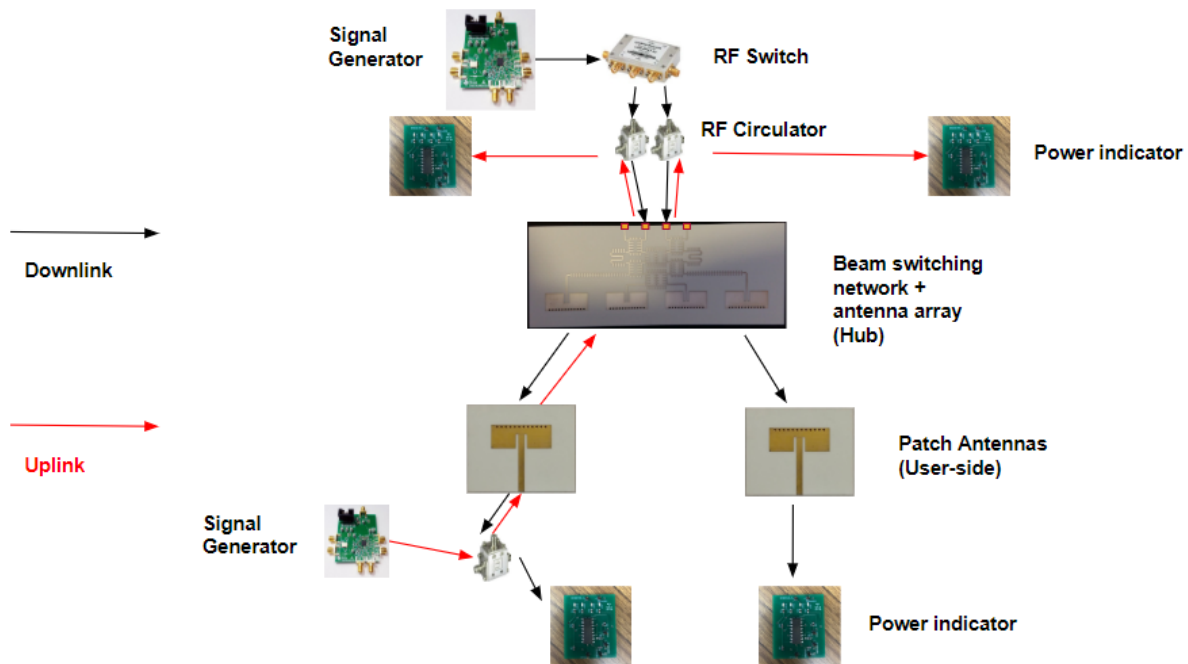 Signal
Generator
RF Switch
RF Circulator
Power indicator
Downlink
Beam switching
network +
antenna array
(Hub)
Uplink
Patch Antennas
(User-side)
Signal
Generator
Power indicator